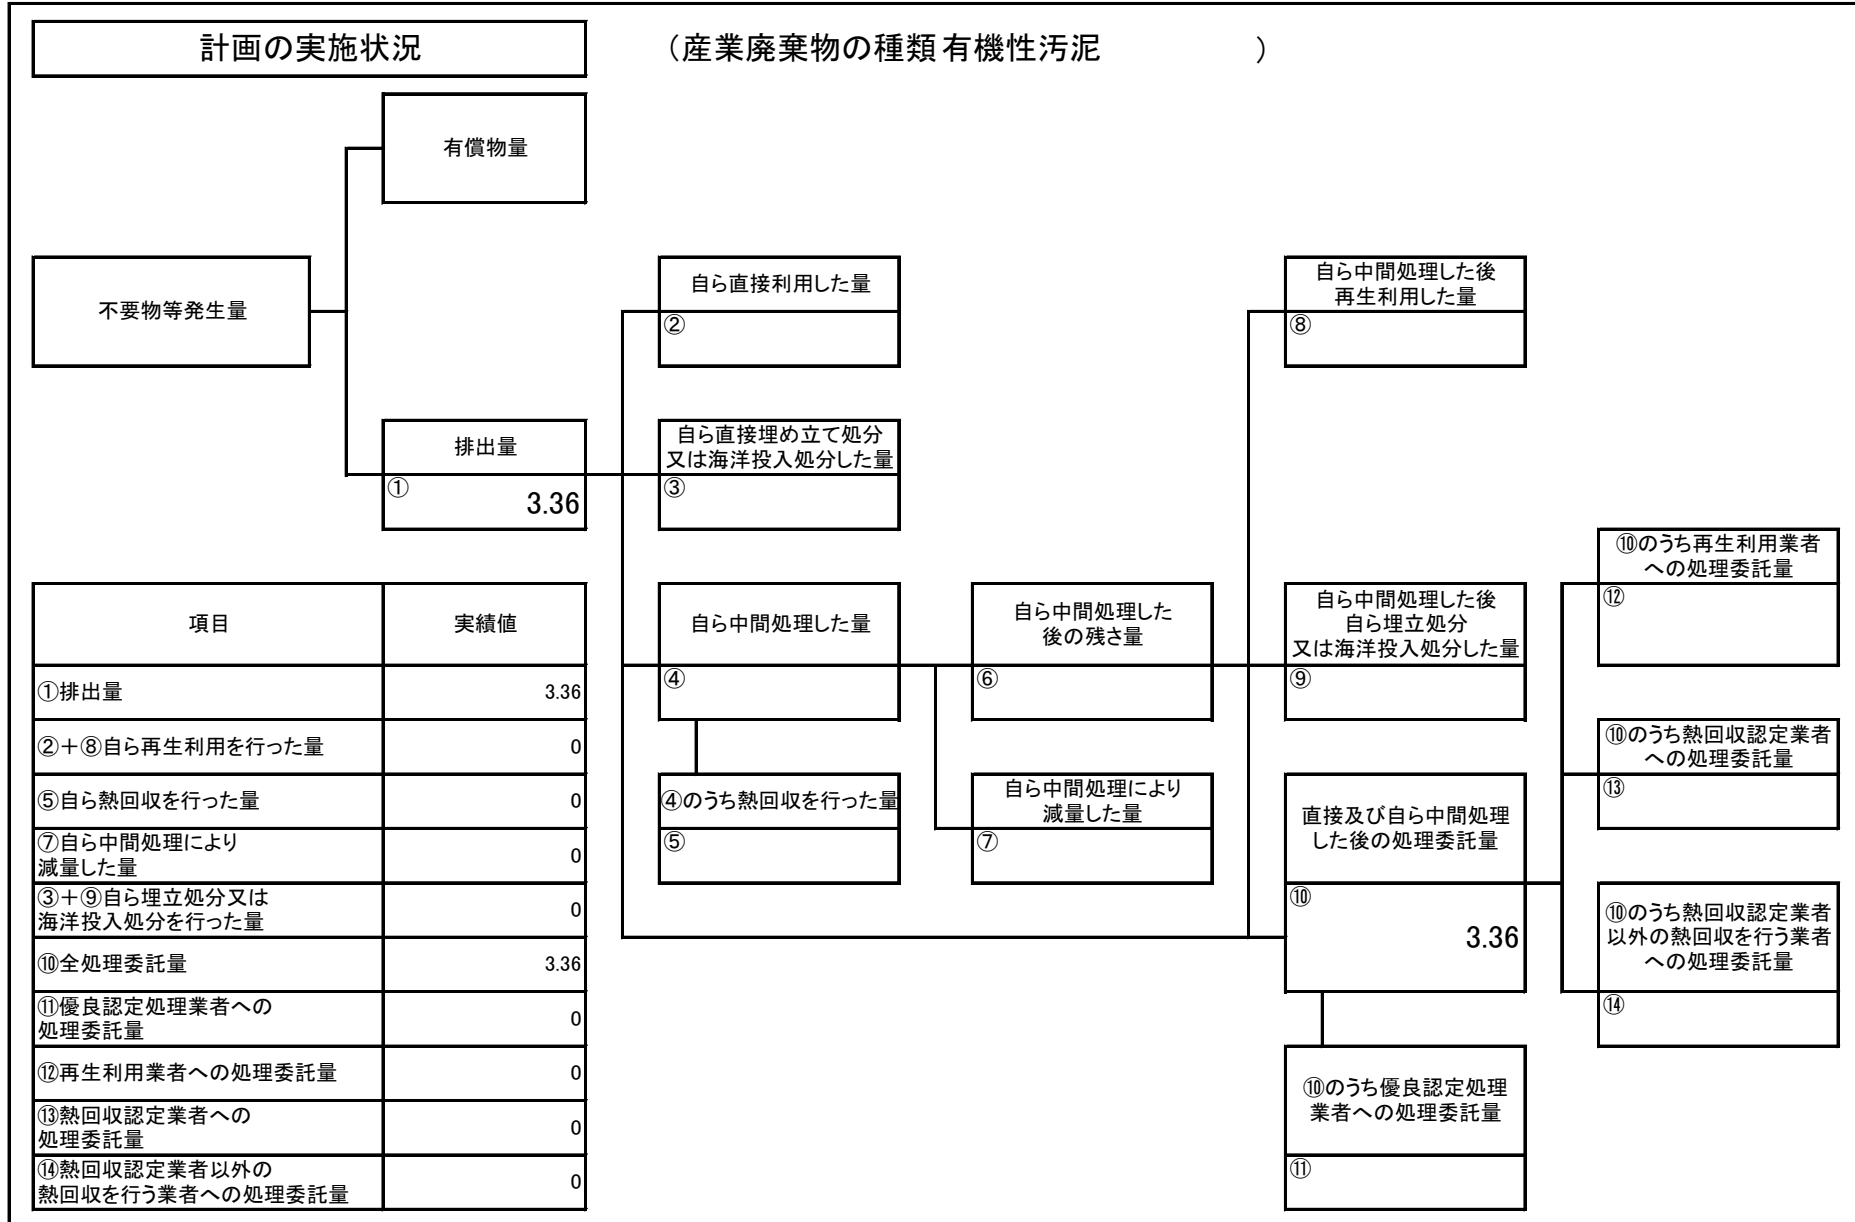 計画の実施状況
(産業廃棄物の種類 有機性汚泥 )
有償物量
不要物等発生量
自ら直接利用した量
②
自ら中間処理した後
再生利用した量
⑧
排出量
① 3.36
自ら直接埋め立て処分
又は海洋投入処分した量
③
⑩のうち再生利用業者
への処理委託量
⑫
自ら中間処理した量
④
自ら中間処理した
後の残さ量
⑥
自ら中間処理した後
自ら埋立処分
又は海洋投入処分した量
⑨
⑩のうち熱回収認定業者
への処理委託量
⑬
④のうち熱回収を行った量
⑤
自ら中間処理により
減量した量
⑦
直接及び自ら中間処理
した後の処理委託量
⑩
3.36
⑩のうち熱回収認定業者
以外の熱回収を行う業者
への処理委託量
⑭
⑩のうち優良認定処理
業者への処理委託量
⑪
項目 実績値
①排出量 3.36
②+⑧自ら再生利用を行った量 0
⑤自ら熱回収を行った量 0
⑦自ら中間処理により
減量した量 0
③+⑨自ら埋立処分又は
海洋投入処分を行った量 0
⑩全処理委託量 3.36
⑪優良認定処理業者への
処理委託量 0
⑫再生利用業者への処理委託量 0
⑬熱回収認定業者への
処理委託量 0
⑭熱回収認定業者以外の
熱回収を行う業者への処理委託量 0